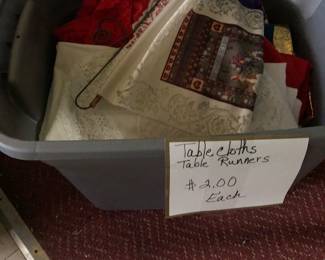 Table cloths
Table Runners
$2.00
Each